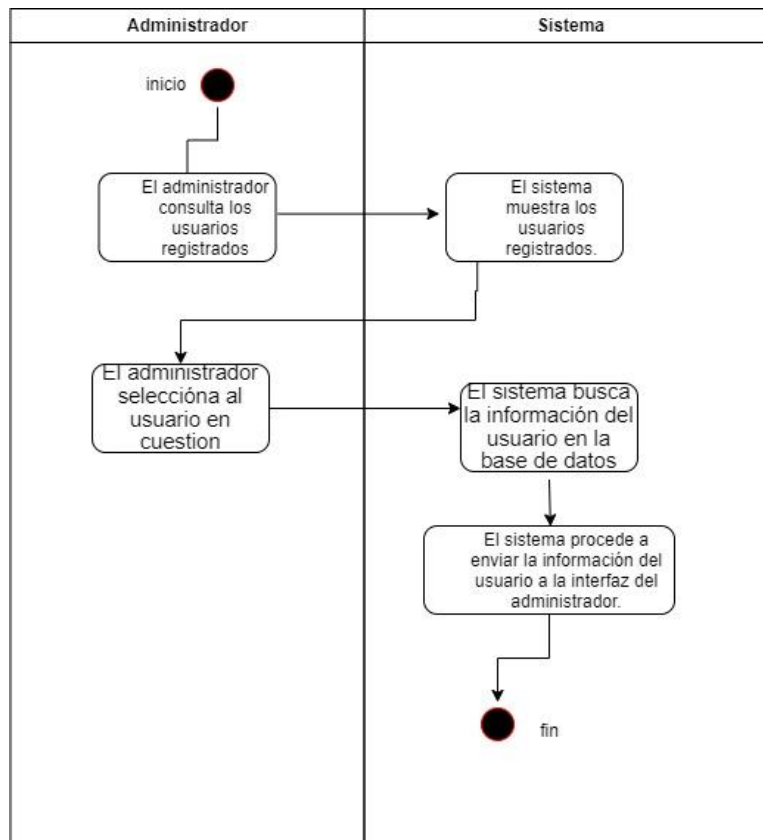 Administrador
Sistema
inicio
El administrador
consulta los
usuarios
registrados
El sistema
muestra los
usuarios
registrados.
El administrador
seleccióna al
usuario en
cuestion
El sistema busca
la información del
usuario en la
base de datos
El sistema procede a
enviar la información del
usuario a la interfaz del
administrador.
fin